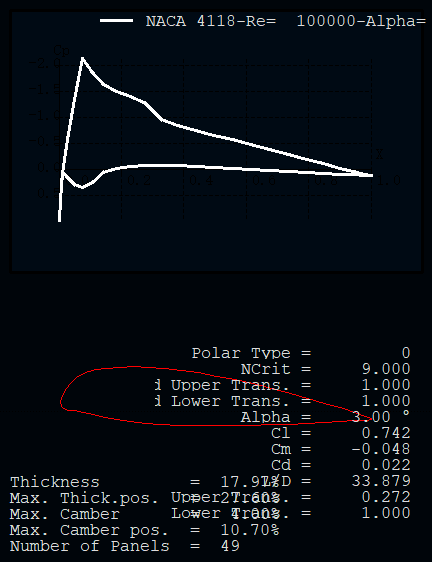 NACA 4118-Re=  100000-Alpha=
Polar Type =  0
NCrit =  9.000
d Upper Trans. =  1.000
d Lower Trans. =  1.000
Alpha =  3.00 °
Cl =  0.742
Cm =  -0.048
Cd =  0.022
L/D =  33.879
Upper Trans. =  0.272
Lower Trans. =  1.000
Thickness =  17.97%
Max. Thick.pos. =  27.60%
Max. Camber =  4.00%
Max. Camber pos. =  10.70%
Number of Panels =  49